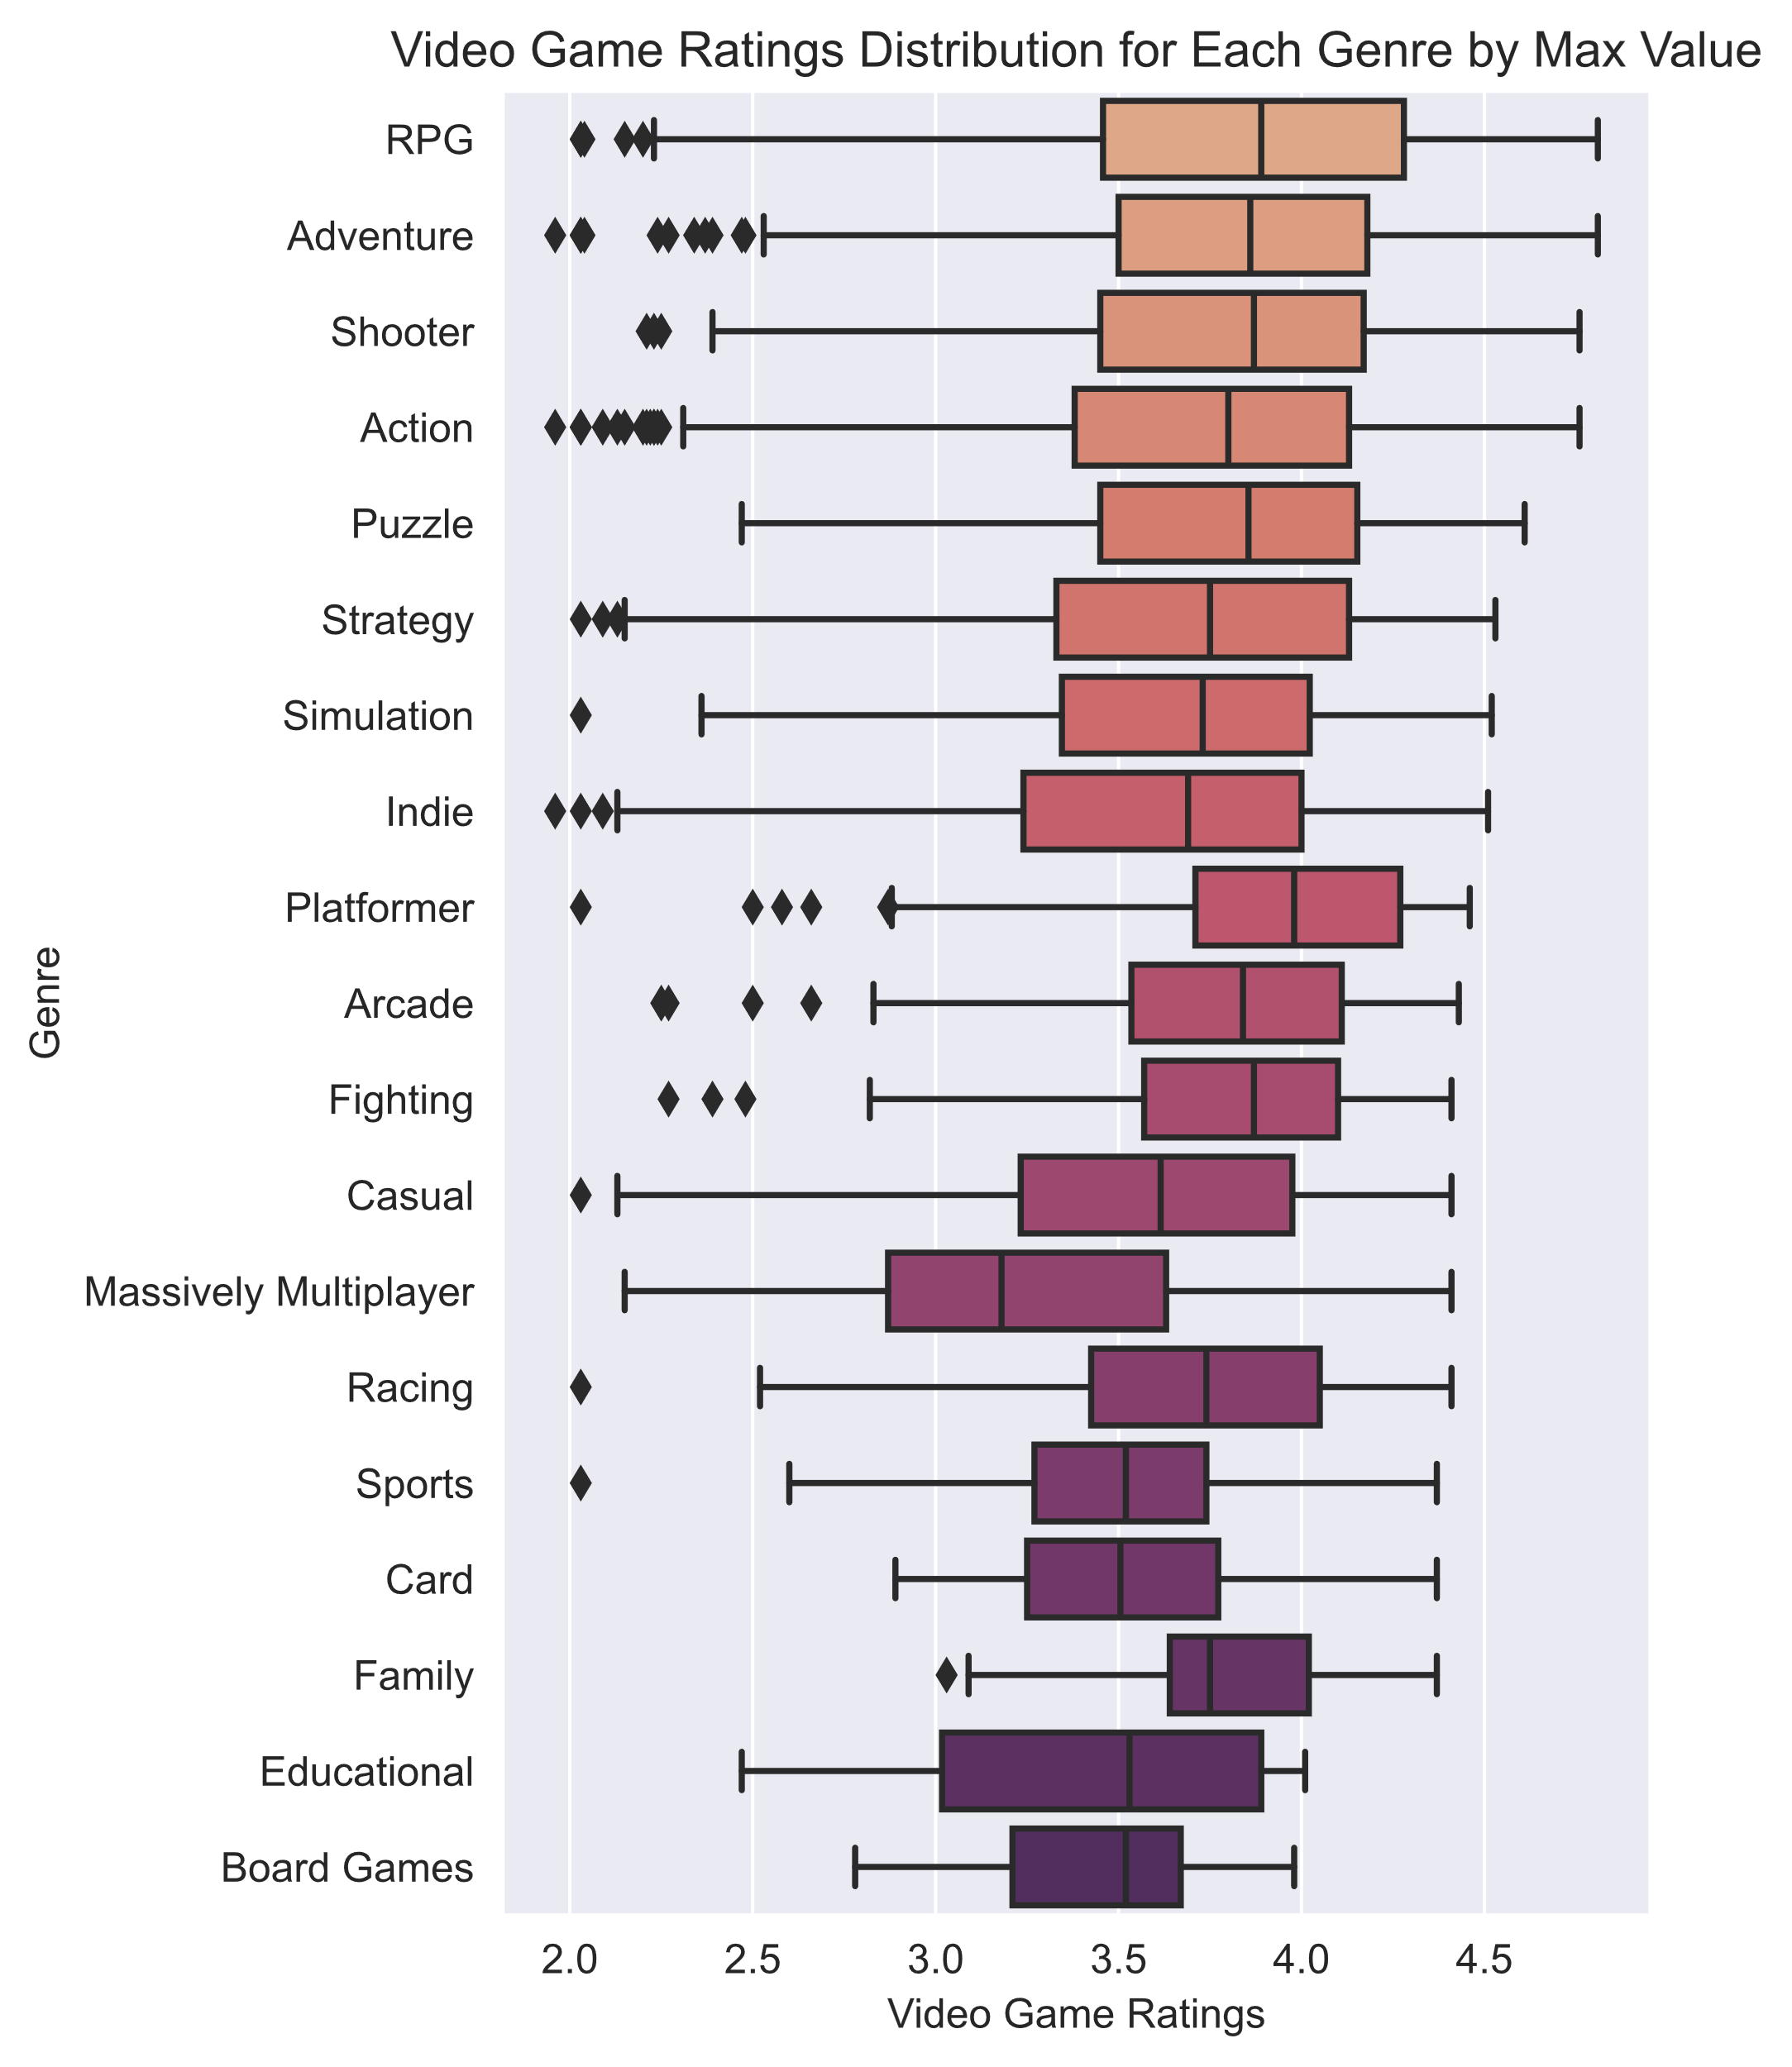 Video Game Ratings Distribution for Each Genre by Max Value
RPG
Adventure
Shooter
Action
Puzzle
Strategy
Simulation
Indie
Platformer
Arcade
Fighting
Casual
Massively Multiplayer
Racing
Sports
Card
Family
Educational
Board Games
Genre
2.0 2.5 3.0 3.5 4.0 4.5
Video Game Ratings